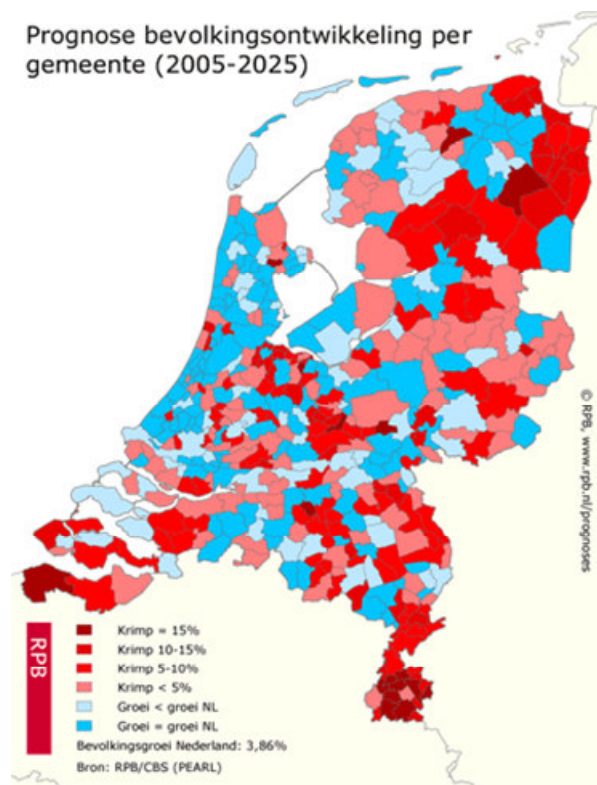 Prognose bevolkingsontwikkeling per
gemeente (2005-2025)
© RPB, www.rpb.nl/prognoses
RPB
Krimp = 15%
Krimp 10-15%
Krimp 5-10%
Krimp < 5%
Groei < groei NL
Groei = groei NL
Bevolkingsgroei Nederland: 3,86%
Bron: RPB/CBS (PEARL)